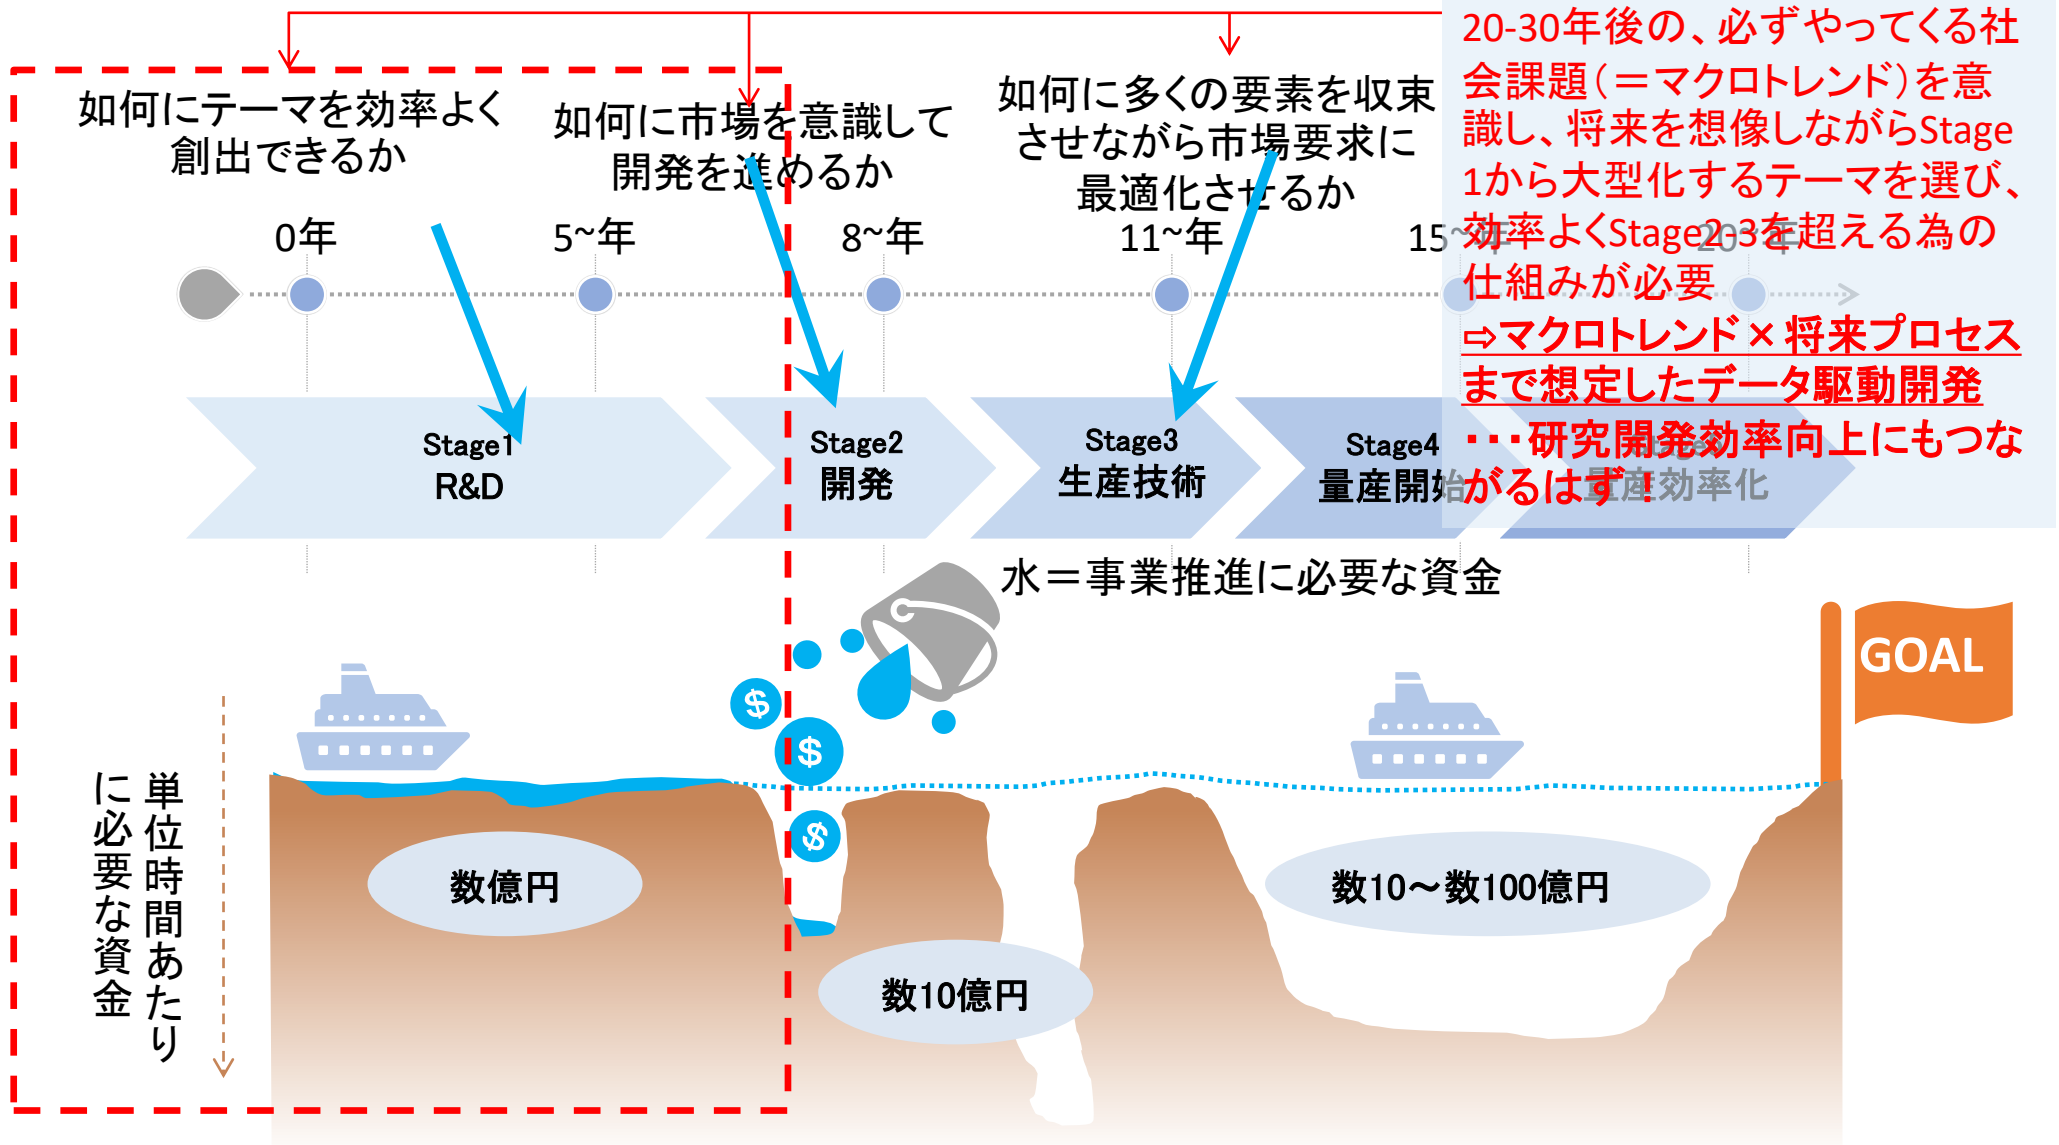 如何にテーマを効率よく
創出できるか
如何に市場を意識して
開発を進めるか
如何に多くの要素を収束
させながら市場要求に
最適化させるか
20-30年後の、必ずやってくる社
会課題(＝マクロトレンド)を意
識し、将来を想像しながらStage
1から大型化するテーマを選び、
効率よくStage2-3を超える為の
仕組みが必要
⇨マクロトレンド×将来プロセス
まで想定したデータ駆動開発
・・・研究開発効率向上にもつな
がるはず！
0年
5~年
8~年
11~年
15~年
20~年
Stage1
R&D
Stage2
開発
Stage3
生産技術
Stage4
量産開始
量産効率化
水＝事業推進に必要な資金
GOAL
$
$
$
単位時間あたり
に必要な資金
数億円
数10億円
数10～数100億円